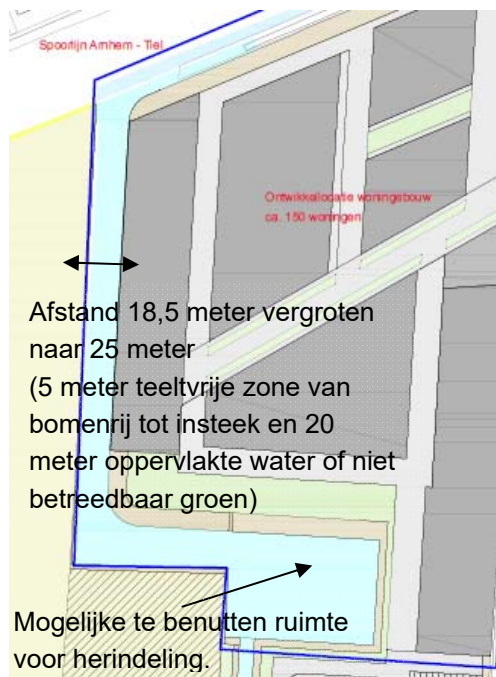 Spoorlijn Arnhem - Tiel
Ontwikkellocatie woningbouw
ca. 150 woningen
Afstand 18,5 meter vergroten
naar 25 meter
(5 meter teeltvrije zone van
bomenrij tot insteek en 20
meter oppervlakte water of niet
betreedbaar groen)
Mogelijke te benutten ruimte
voor herindeling.